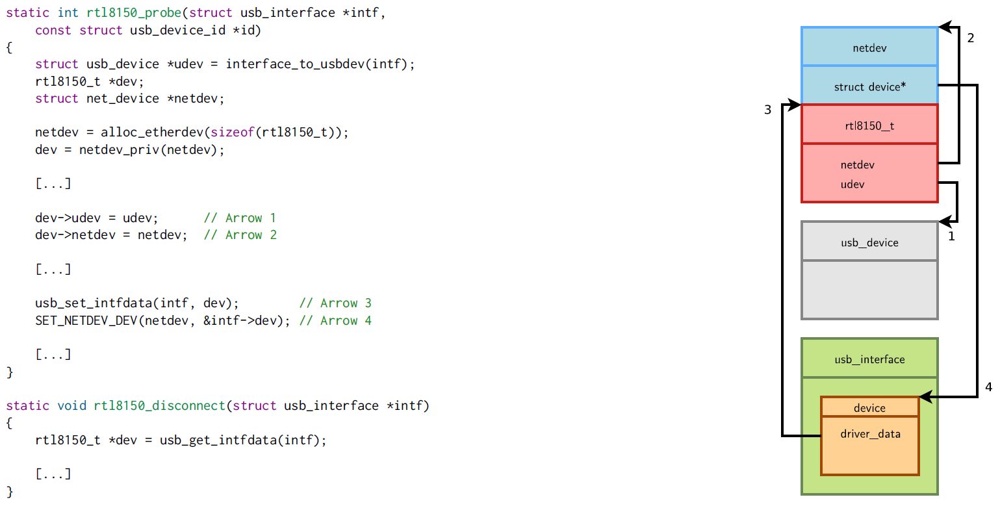 static int rtl8150_probe(struct usb_interface *intf,
    const struct usb_device_id *id)
{
    struct usb_device *udev = interface_to_usbdev(intf);
    rtl8150_t *dev;
    struct net_device *netdev;

    netdev = alloc_etherdev(sizeof(rtl8150_t));
    dev = netdev_priv(netdev);

    [...]

    dev->udev = udev;      // Arrow 1
    dev->netdev = netdev;  // Arrow 2

    [...]

    usb_set_intfdata(intf, dev);        // Arrow 3
    SET_NETDEV_DEV(netdev, &intf->dev); // Arrow 4

    [...]
}

static void rtl8150_disconnect(struct usb_interface *intf)
{
    rtl8150_t *dev = usb_get_intfdata(intf);

    [...]
}
2
netdev
struct device*
3
rtl8150_t
netdev
udev
1
usb_device
usb_interface
4
device
driver_data